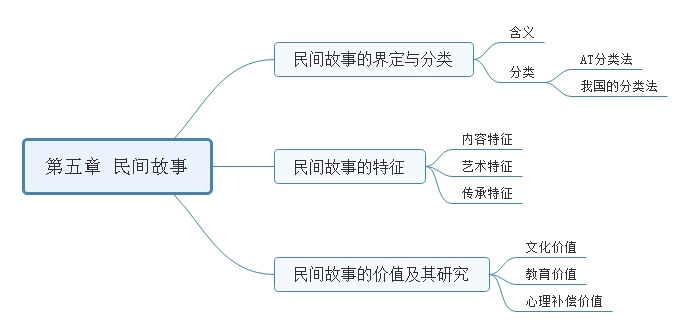 第五章 民间故事
民间故事的界定与分类
含义
分类
AT分类法
我国的分类法
民间故事的特征
内容特征
艺术特征
传承特征
民间故事的价值及其研究
文化价值
教育价值
心理补偿价值